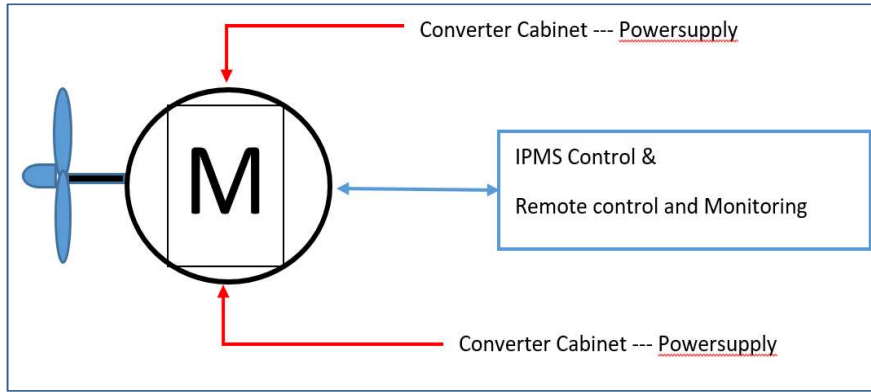 Converter Cabinet --- Powersupply
M
IPMS Control &
Remote control and Monitoring
Converter Cabinet --- Powersupply